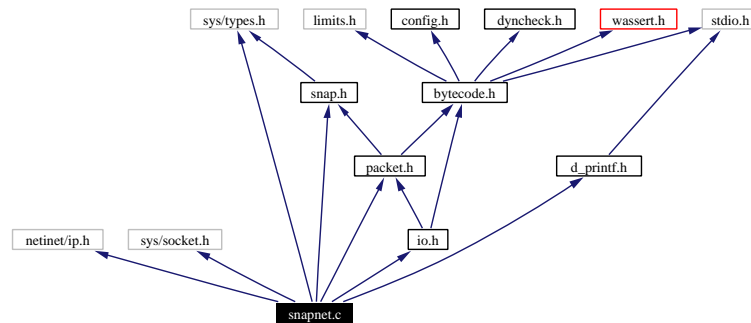 sys/types.h
limits.h
config.h
dyncheck.h
wassert.h
stdio.h
snap.h
bytecode.h
packet.h
d_printf.h
netinet/ip.h
sys/socket.h
io.h
snapnet.c